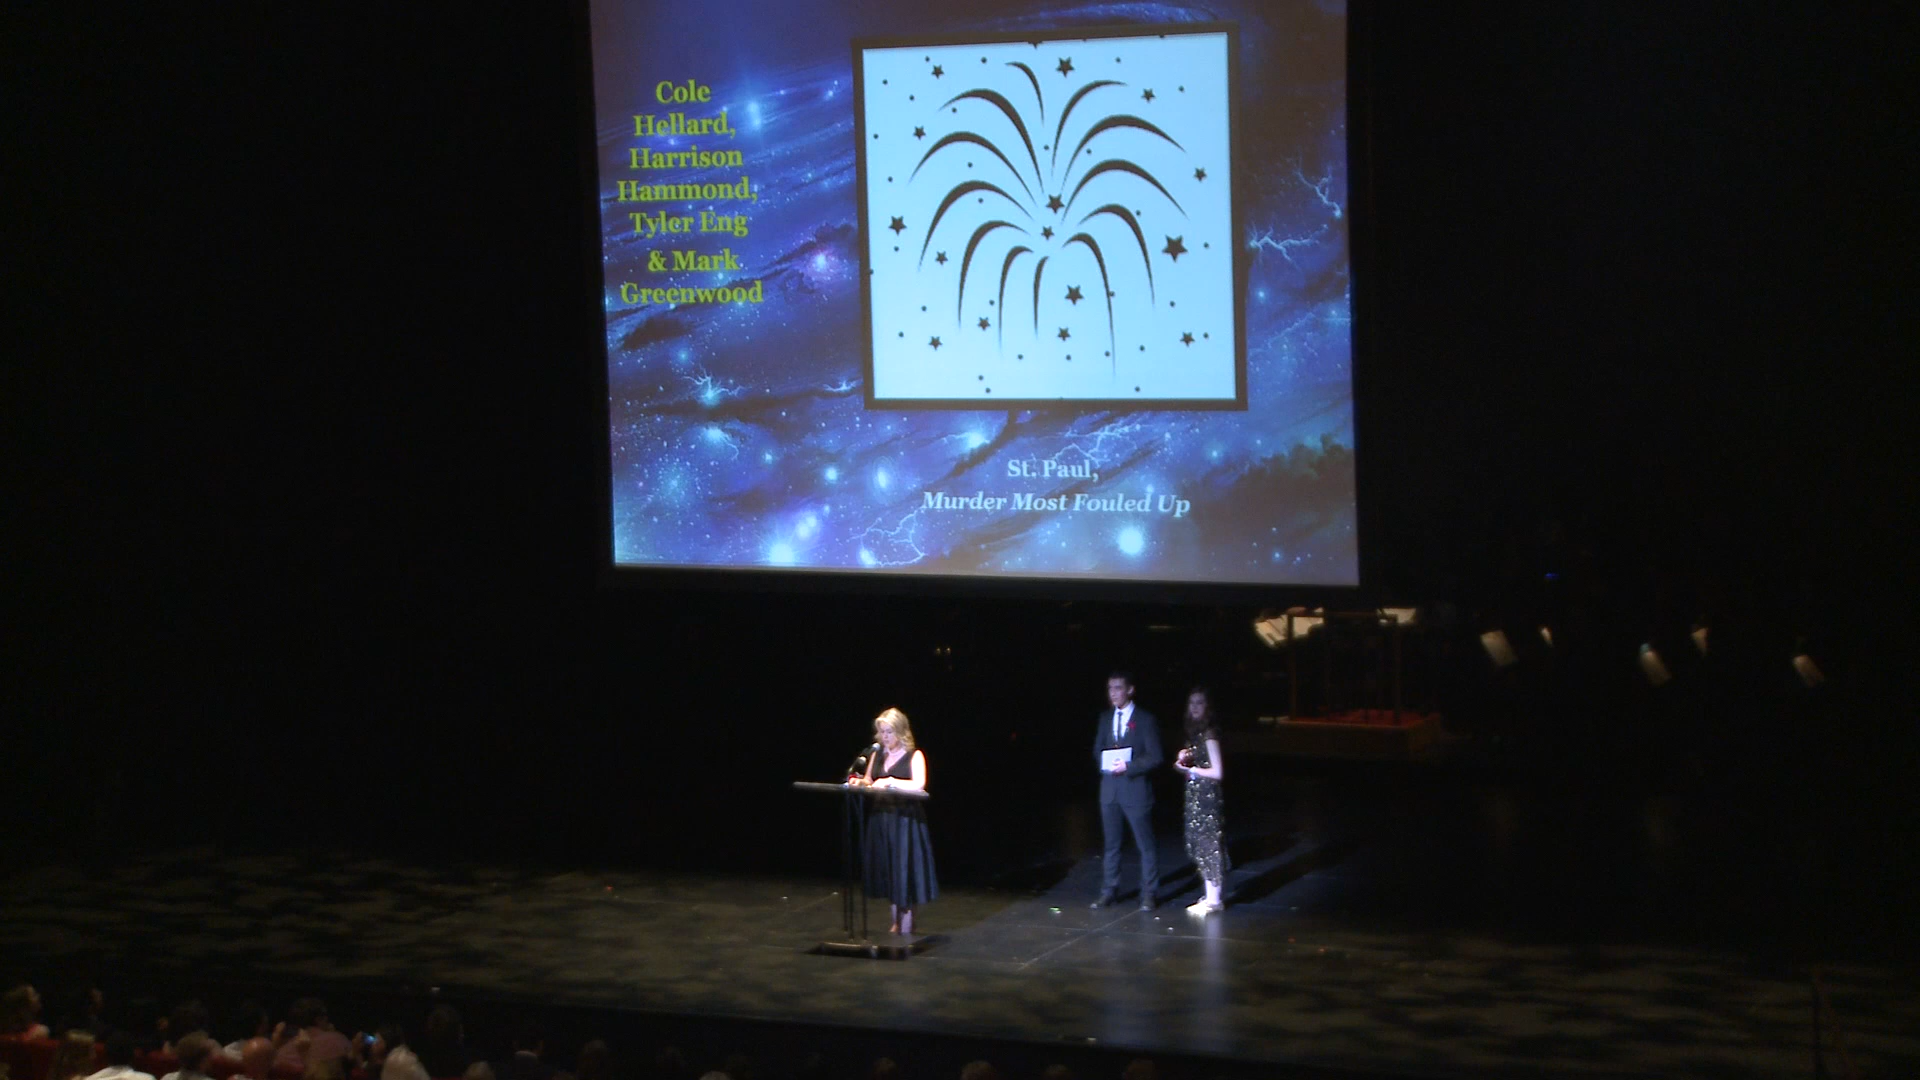 Cole
Hellard,
Harrison
Hammond,
Tyler Eng
& Mark
Greenwood
St. Paul,
Murder Most Fouled Up